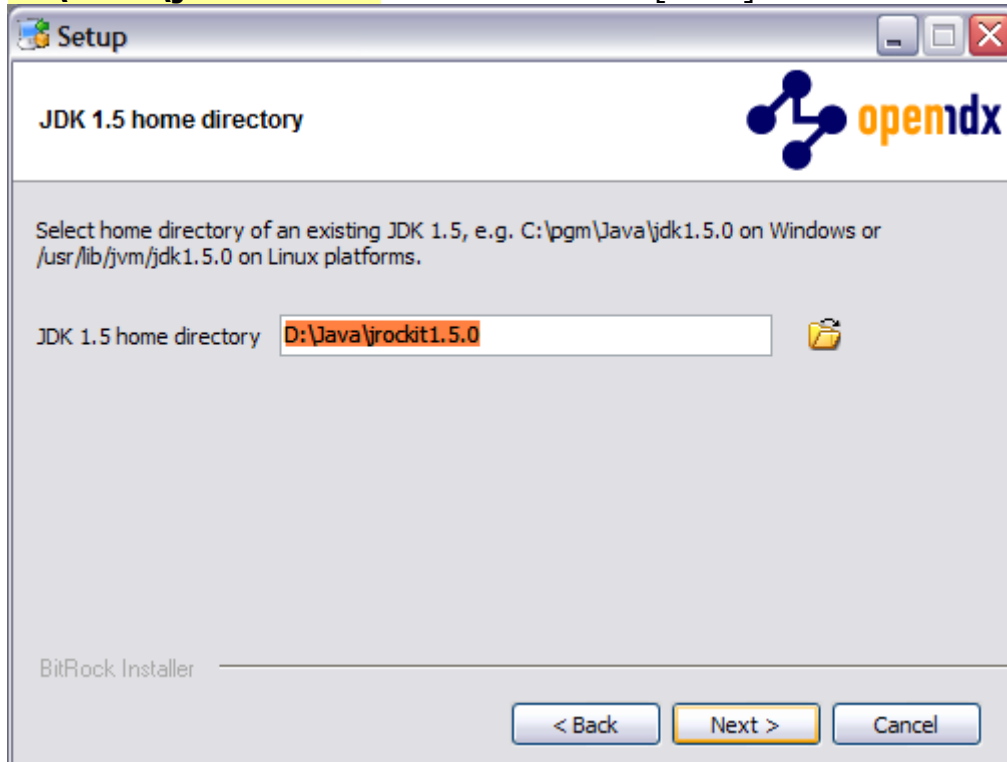 Setup
JDK 1.5 home directory
openmdx
Select home directory of an existing JDK 1.5, e.g. C:\pgm\Java\jdk1.5.0 on Windows or
/usr/lib/jvm/jdk1.5.0 on Linux platforms.
JDK 1.5 home directory D:\Java\jrockit1.5.0
BitRock Installer
< Back Next > Cancel